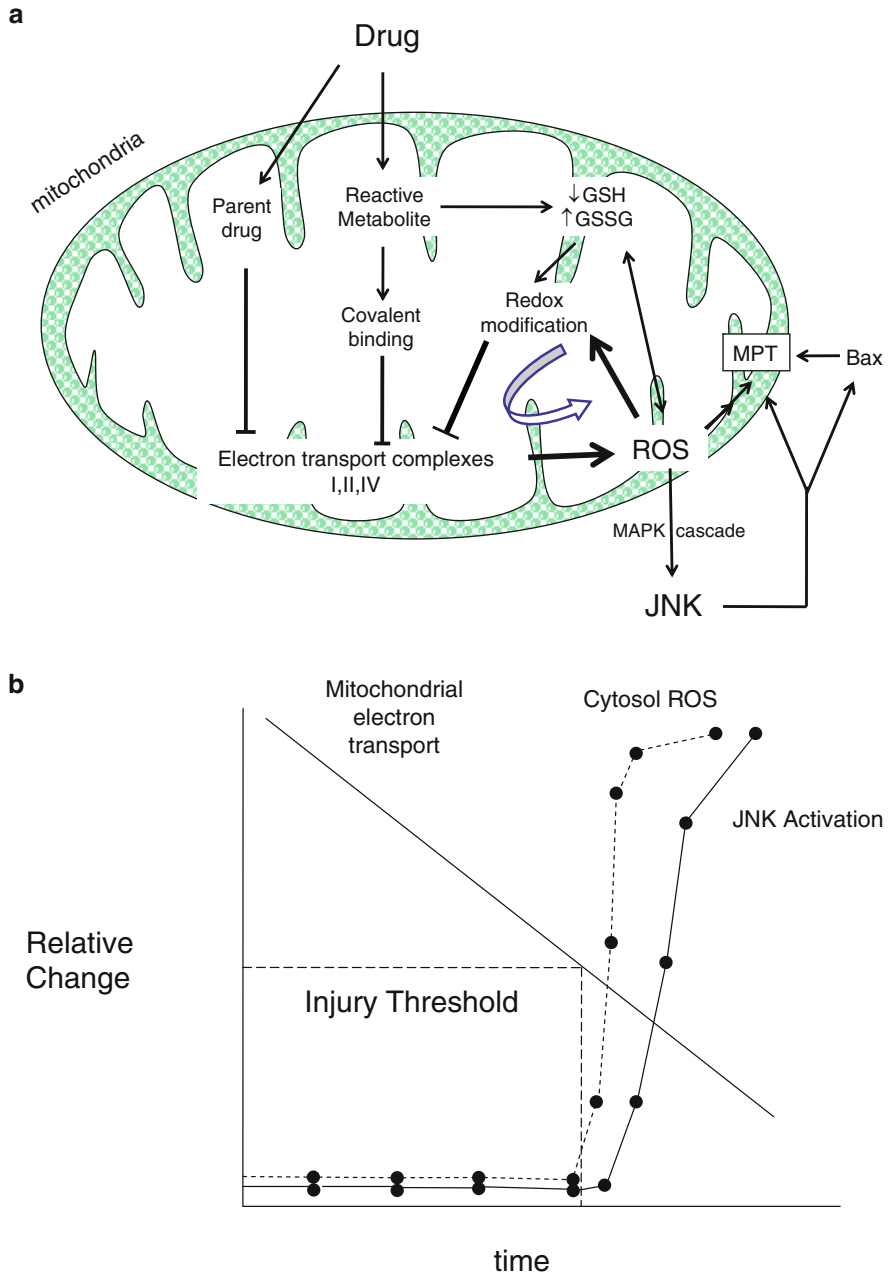 a
Drug
mitochondria
Parent
drug
Reactive
Metabolite
↓GSH
↑GSSG
Covalent
binding
Redox
modification
MPT
Bax
Electron transport complexes
I,II,IV
ROS
MAPK cascade
JNK
b
Mitochondrial
electron
transport
Cytosol ROS
JNK Activation
Relative
Change
Injury Threshold
time